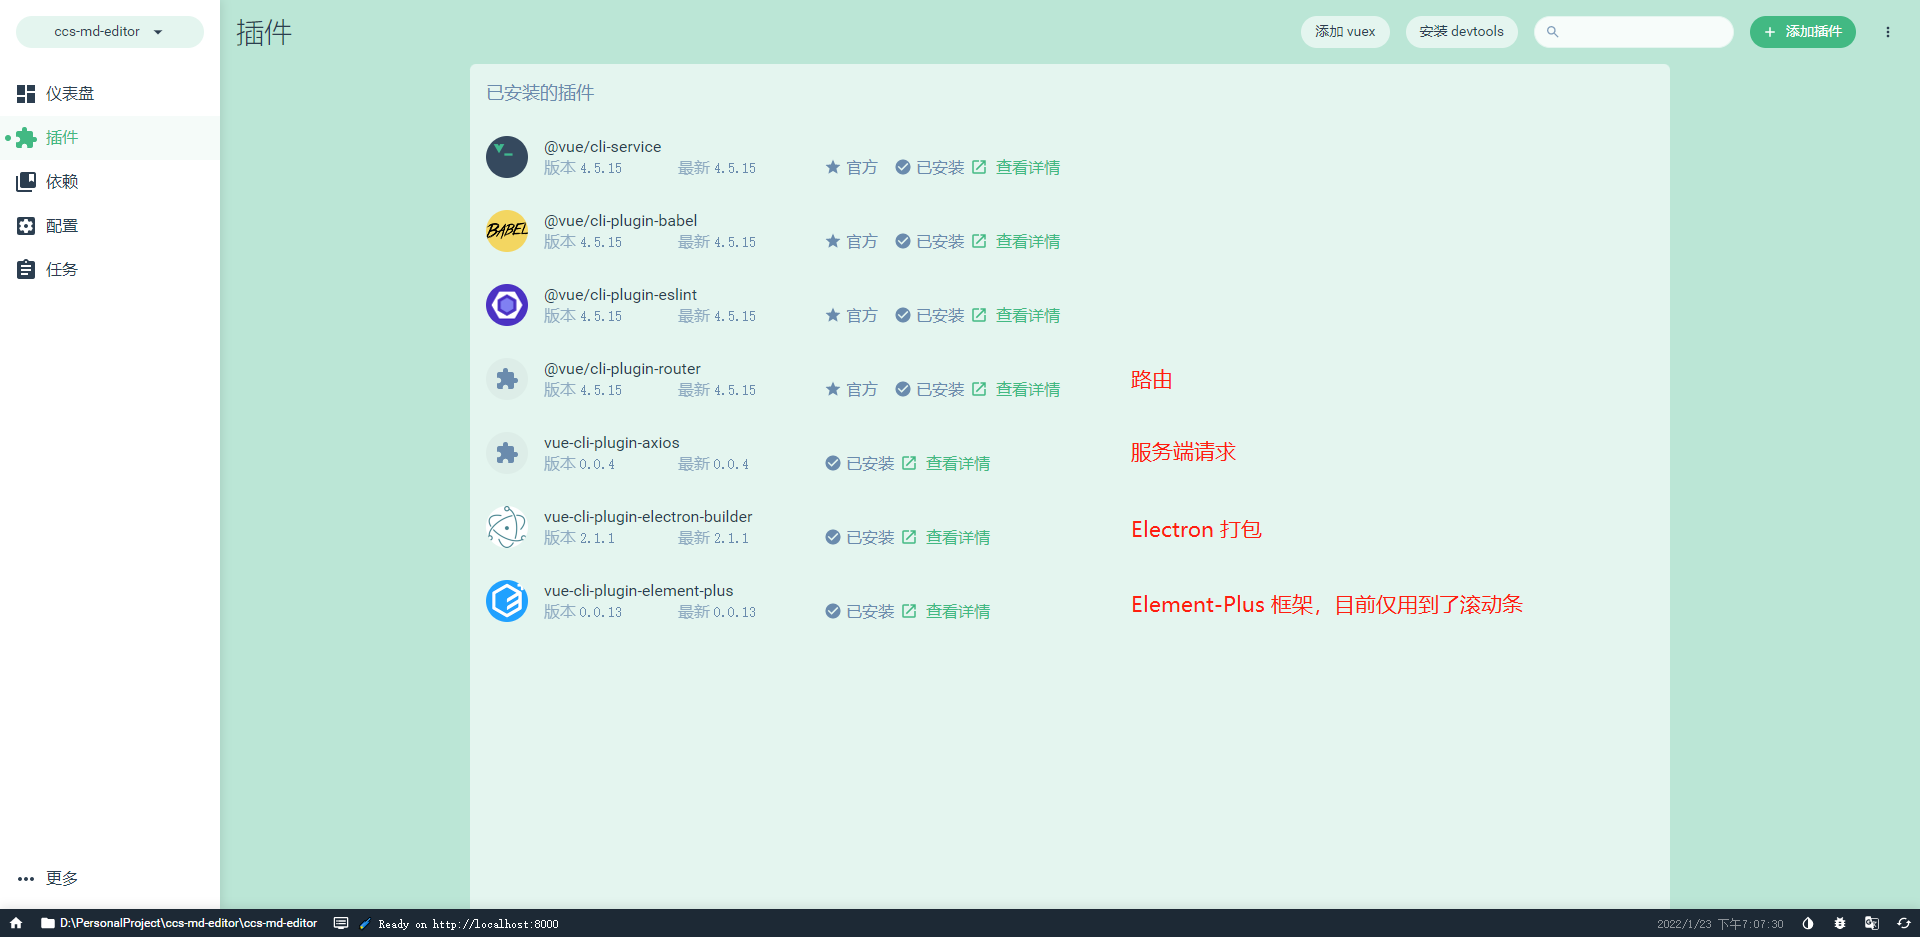 ccs-md-editor
插件
添加 vuex
安装 devtools
添加插件
仪表盘
插件
依赖
配置
任务
更多
已安装的插件
@vue/cli-service
版本 4.5.15 最新 4.5.15 官方 已安装 查看详情
BABEL
@vue/cli-plugin-babel
版本 4.5.15 最新 4.5.15 官方 已安装 查看详情
@vue/cli-plugin-eslint
版本 4.5.15 最新 4.5.15 官方 已安装 查看详情
@vue/cli-plugin-router
版本 4.5.15 最新 4.5.15 官方 已安装 查看详情
路由
vue-cli-plugin-axios
版本 0.0.4 最新 0.0.4 已安装 查看详情
服务端请求
vue-cli-plugin-electron-builder
版本 2.1.1 最新 2.1.1 已安装 查看详情
Electron 打包
vue-cli-plugin-element-plus
版本 0.0.13 最新 0.0.13 已安装 查看详情
Element-Plus 框架，目前仅用到了滚动条
D:\PersonalProject\ccs-md-editor\ccs-md-editor
Ready on http://localhost:8000
2022/1/23 下午7:07:30